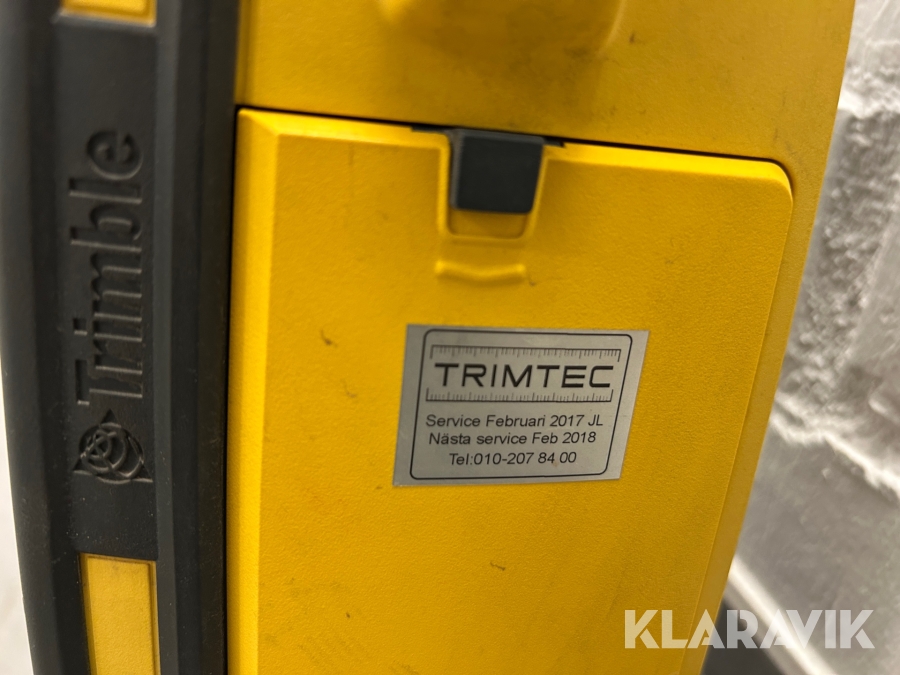 Trimble
TRIMTEC
Service Februari 2017 JL
Nästa service Feb 2018
Tel:010-207 84 00
KLARAVIK